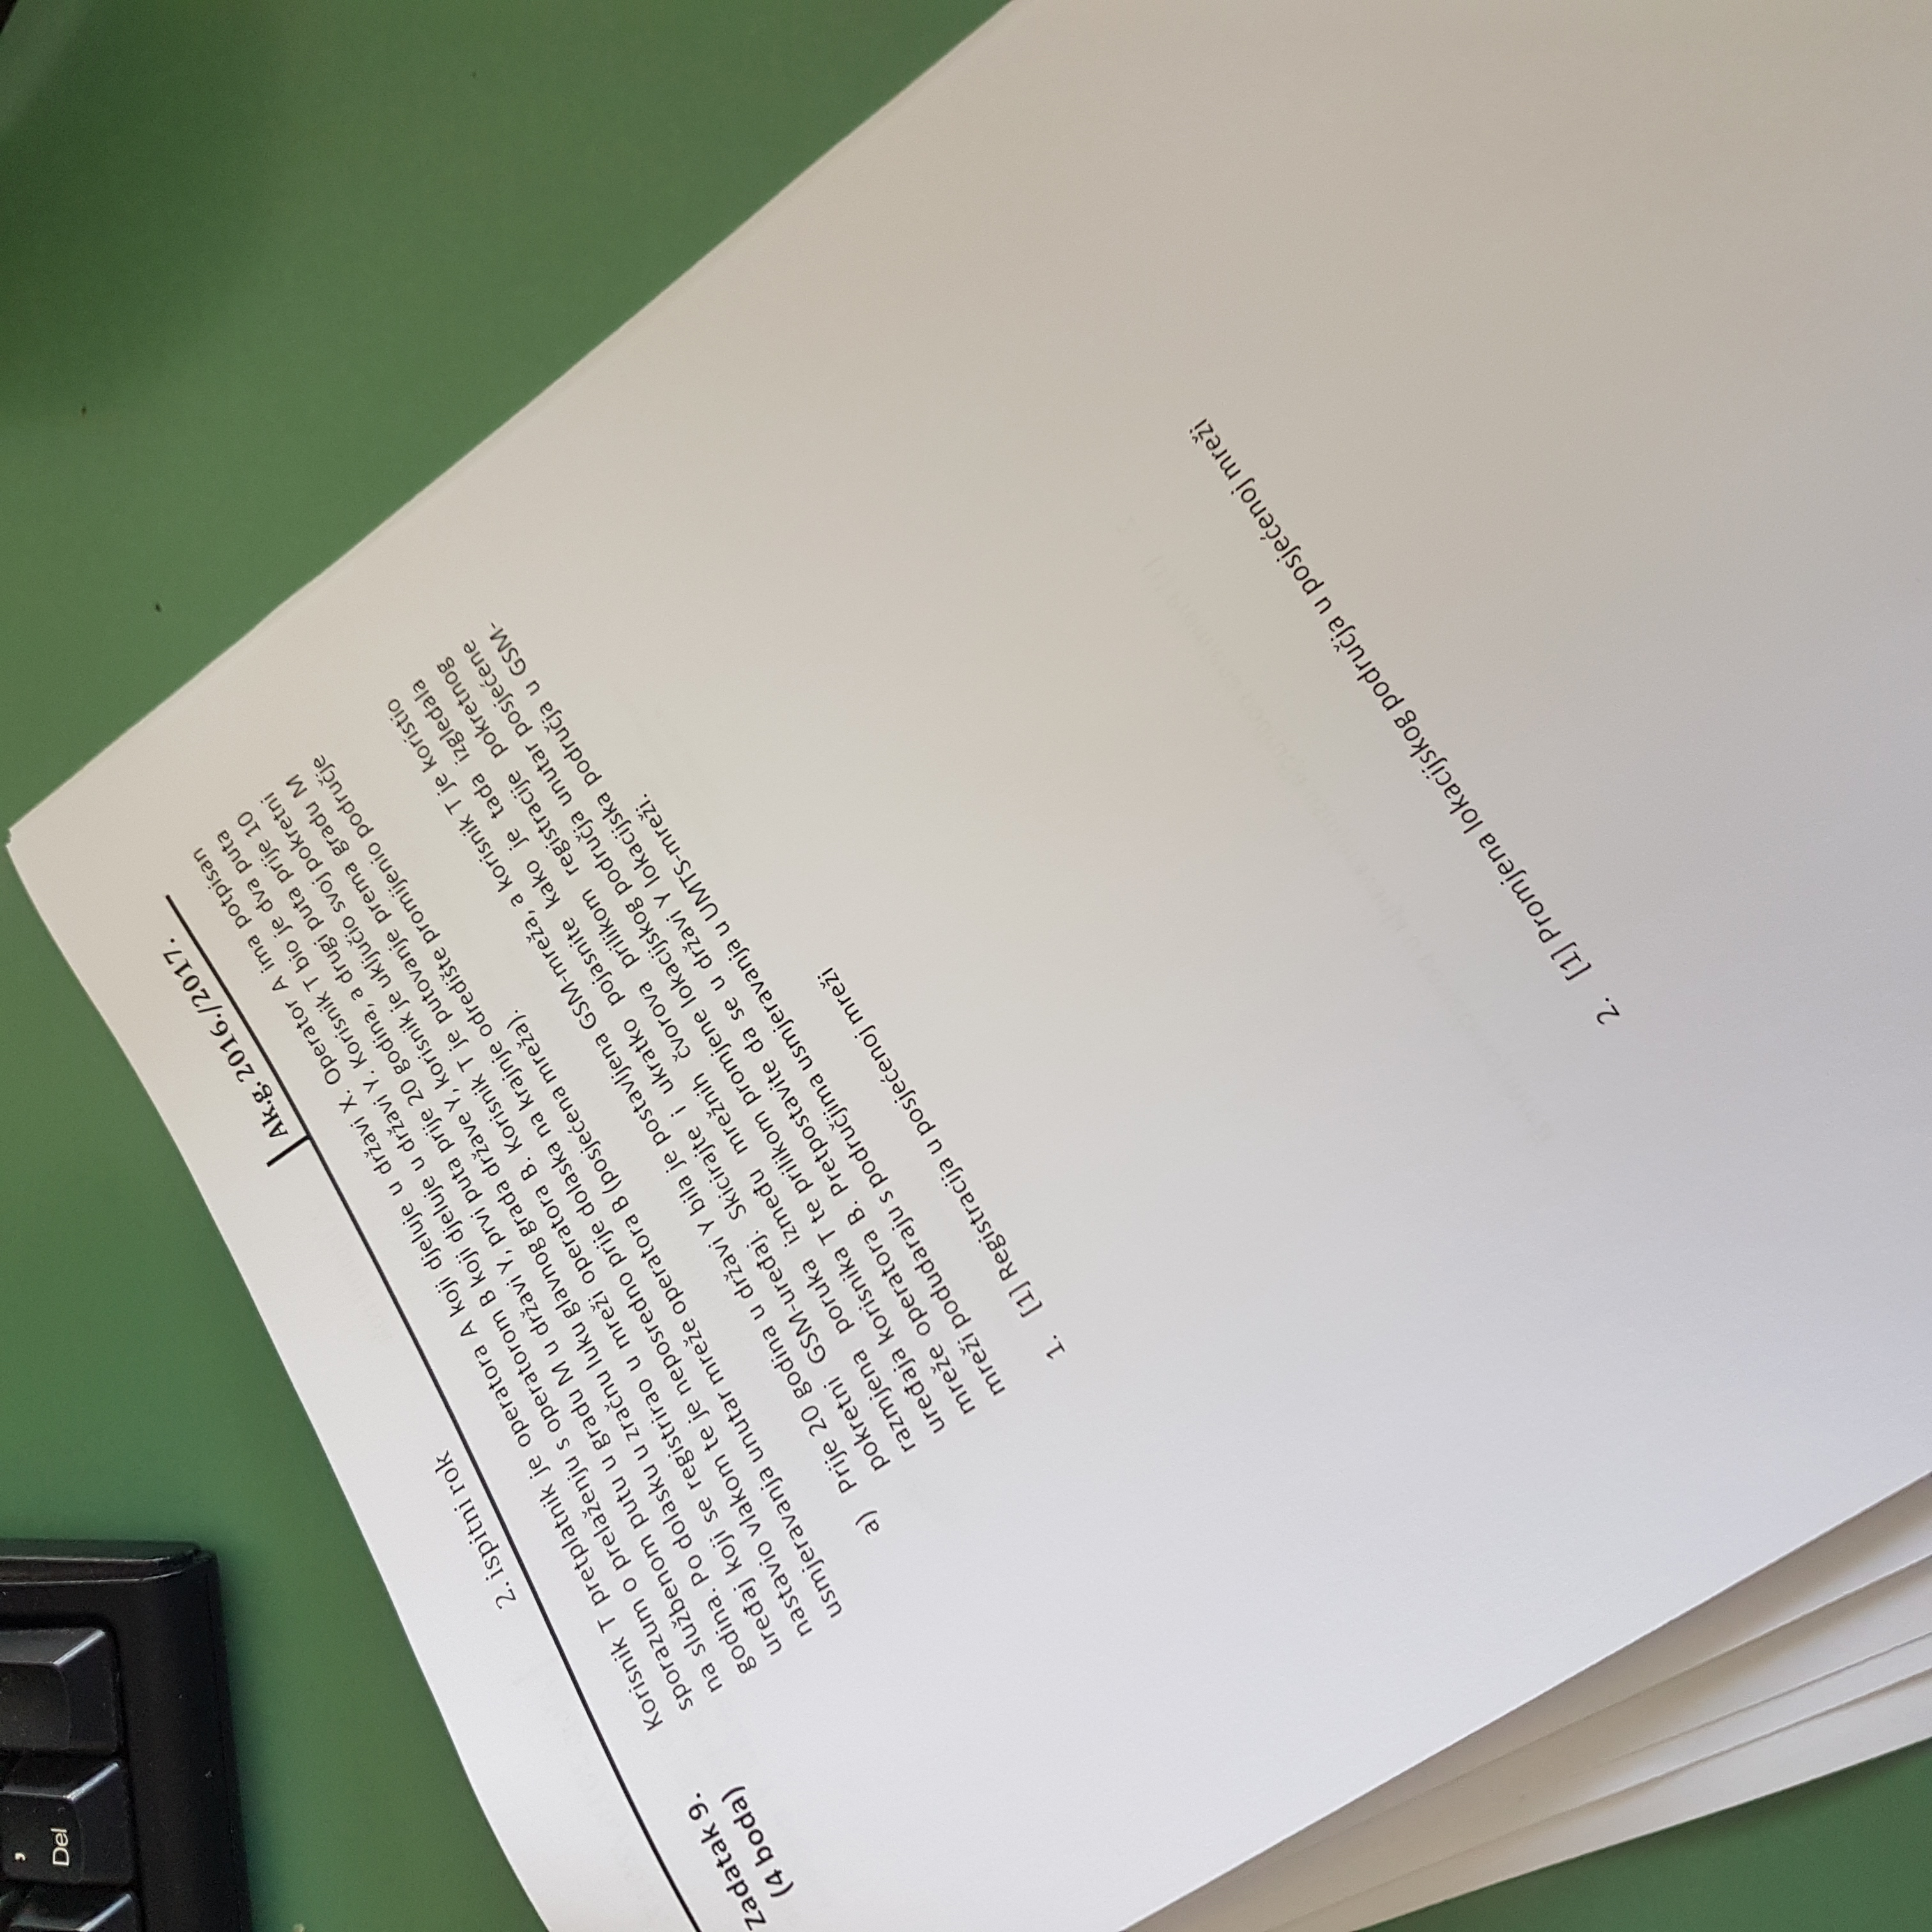 ’
Del
2. ispitni rok
Ak.g. 2016./2017.
Zadatak 9.
(4 boda)
Korisnik T pretplatnik je operatora A koji djeluje u državi X. Operator A ima potpisan
sporazum o prelaženju s operatorom B koji djeluje u državi Y. Korisnik T bio je dva puta
na službenom putu u gradu M u državi Y, prvi puta prije 20 godina, a drugi puta prije 10
godina. Po dolasku u zračnu luku glavnog grada države Y, korisnik je uključio svoj pokretni
uređaj koji se registrirao u mreži operatora B. Korisnik T je putovanje prema gradu M
nastavio vlakom te je neposredno prije dolaska na krajnje odredište promijenio područje
usmjeravanja unutar mreže operatora B (posjećena mreža).
a) Prije 20 godina u državi Y bila je postavljena GSM-mreža, a korisnik T je koristio
pokretni GSM-uređaj. Skicirajte i ukratko pojasnite kako je tada izgledala
razmjena poruka između mrežnih čvorova prilikom registracije pokretnog
uređaja korisnika T te prilikom promjene lokacijskog područja unutar posjećene
mreže operatora B. Pretpostavite da se u državi Y lokacijska područja u GSM-
mreži podudaraju s područjima usmjeravanja u UMTS-mreži.
1. [1] Registracija u posjećenoj mreži
2. [1] Promjena lokacijskog područja u posjećenoj mreži